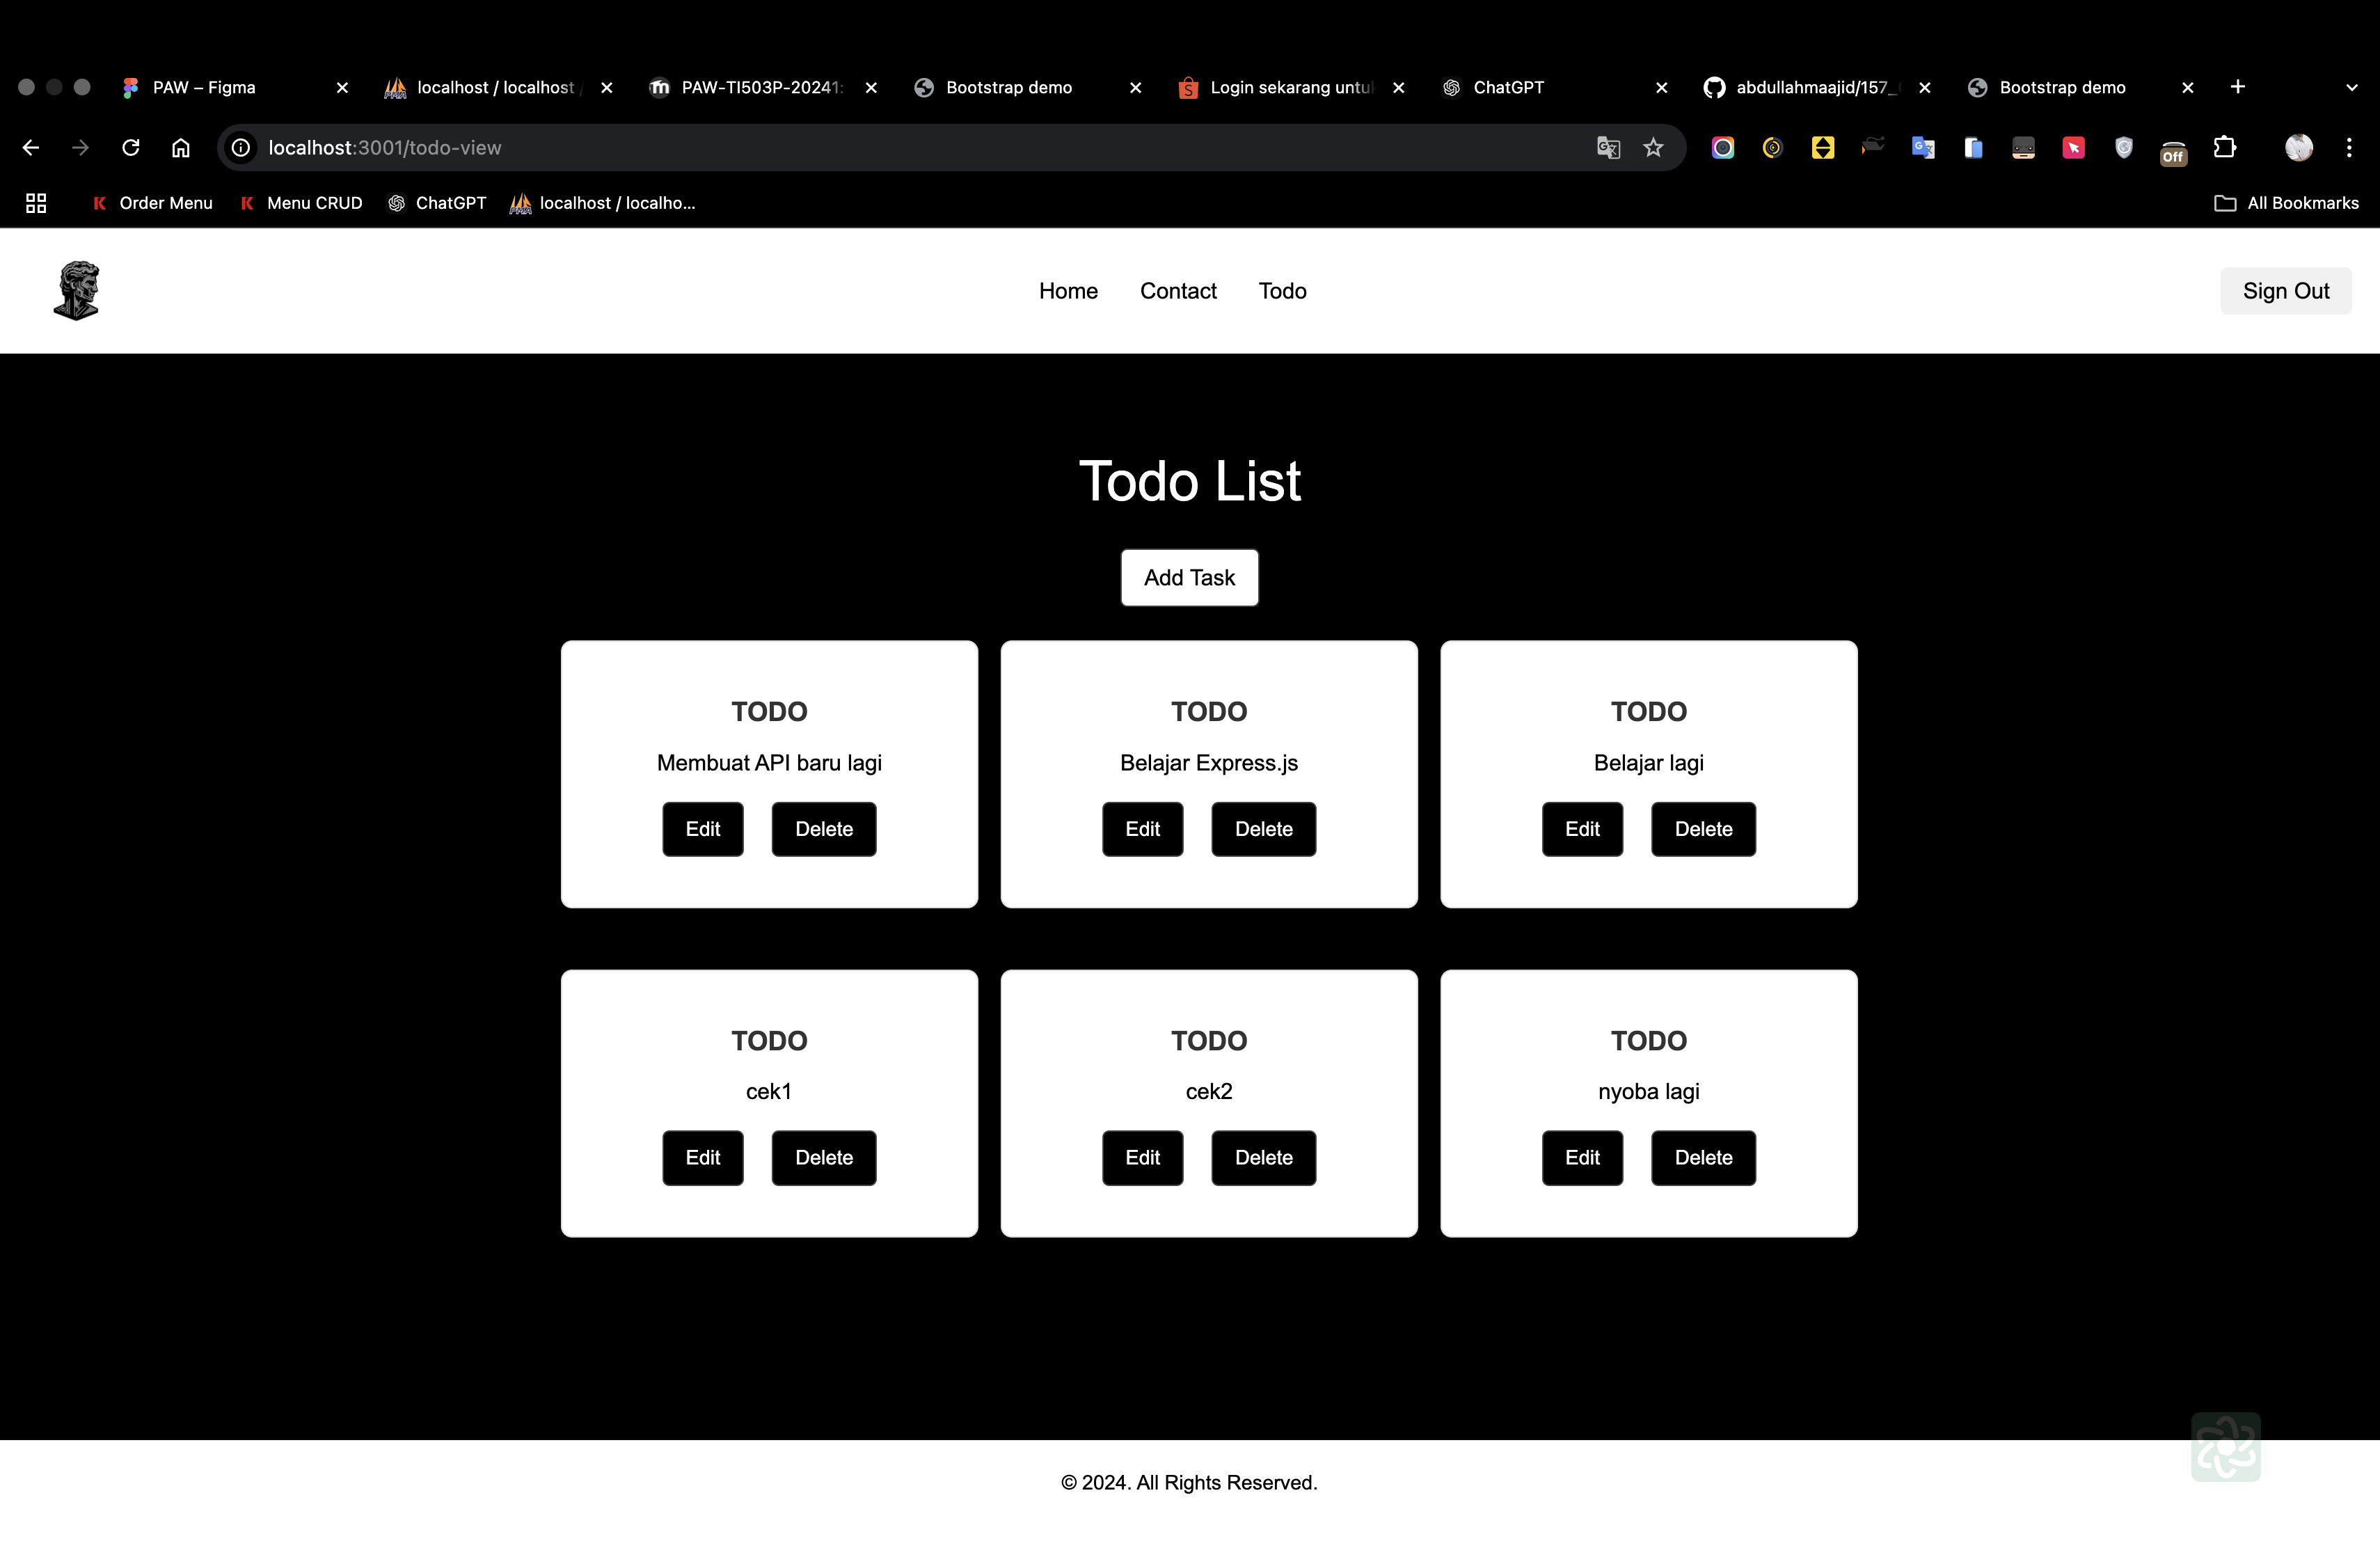 PAW – Figma
localhost / localhost /
PAW-TI503P-20241:
Bootstrap demo
Login sekarang untuk
ChatGPT
abdullahmaajid/157_
Bootstrap demo
localhost:3001/todo-view
Off
Order Menu
Menu CRUD
ChatGPT
localhost / localho...
All Bookmarks
Home
Contact
Todo
Sign Out
Todo List
Add Task
TODO
Membuat API baru lagi
Edit
Delete
TODO
Belajar Express.js
Edit
Delete
TODO
Belajar lagi
Edit
Delete
TODO
cek1
Edit
Delete
TODO
cek2
Edit
Delete
TODO
nyoba lagi
Edit
Delete
© 2024. All Rights Reserved.